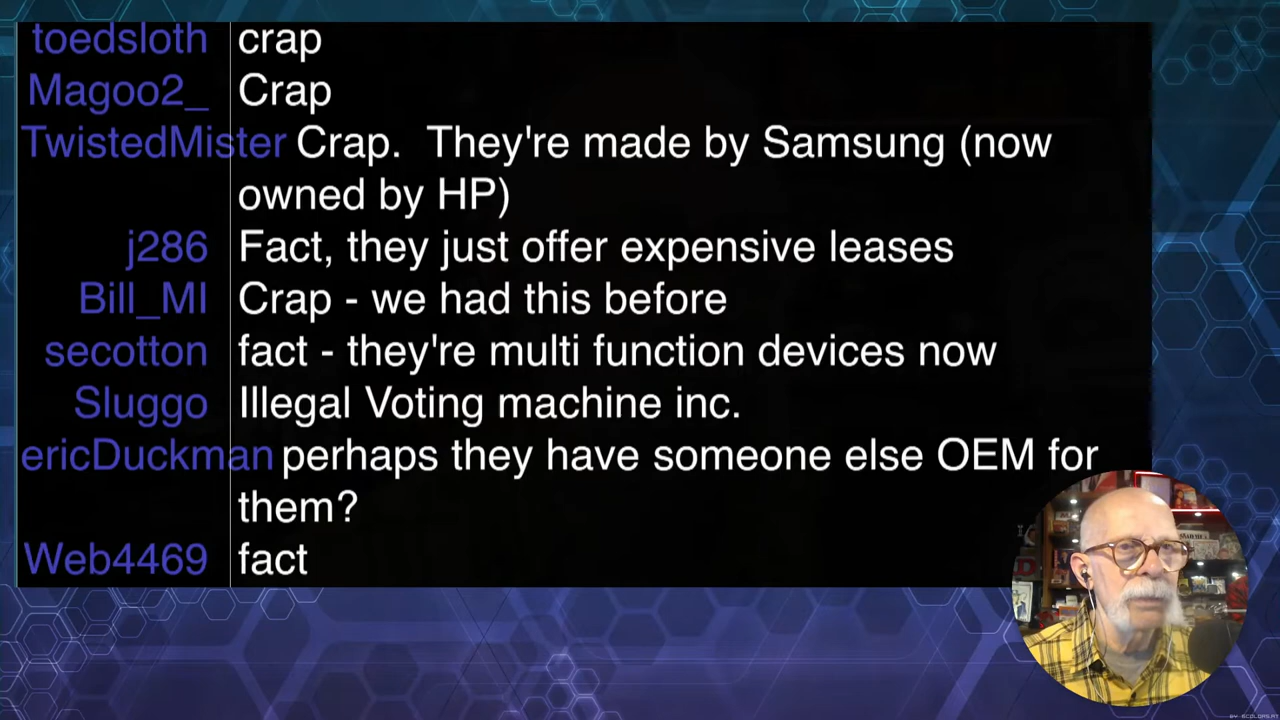 toedsloth crap
Magoo2_ Crap
TwistedMister Crap.  They're made by Samsung (now
owned by HP)
j286 Fact, they just offer expensive leases
Bill_MI Crap - we had this before
secotton fact - they're multi function devices now
Sluggo Illegal Voting machine inc.
ericDuckman perhaps they have someone else OEM for
them?
Web4469 fact